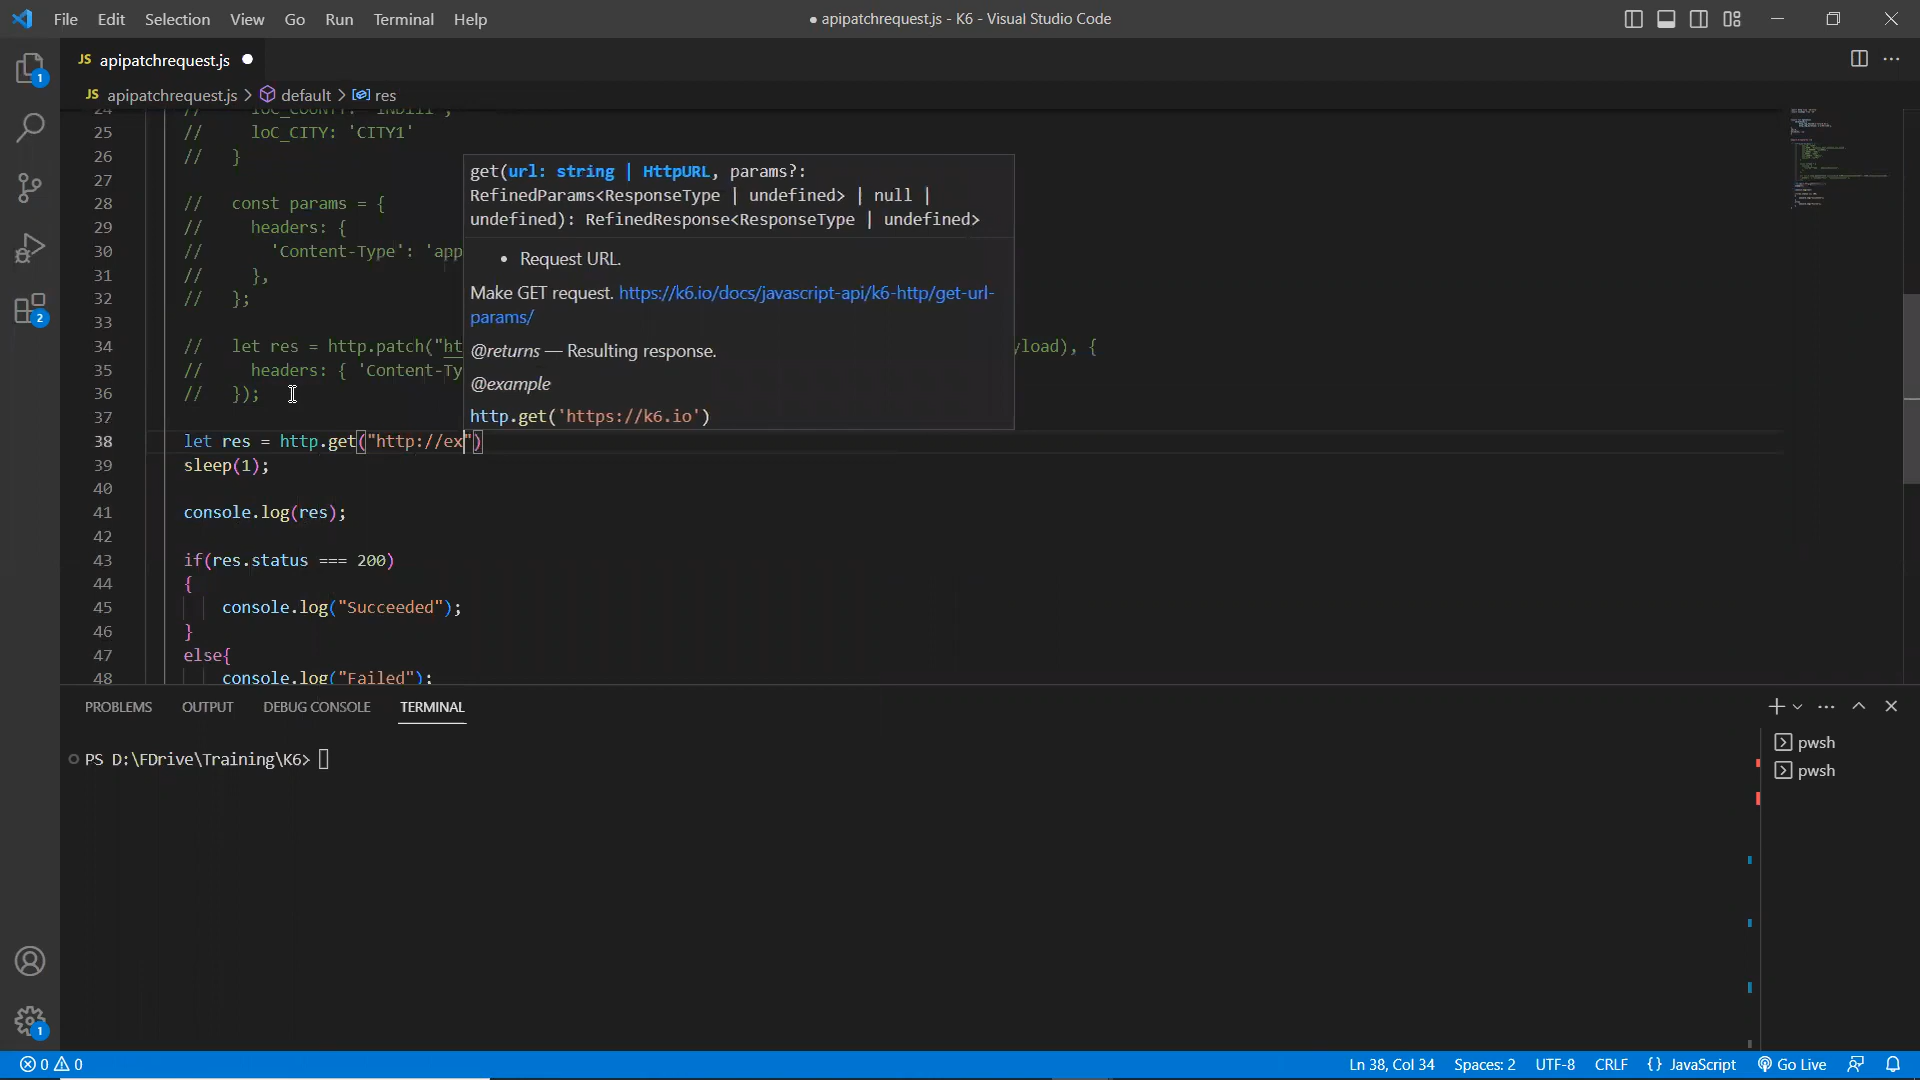 File Edit Selection View Go Run Terminal Help
● apipatchrequest.js - K6 - Visual Studio Code
JS apipatchrequest.js
JS apipatchrequest.js > default > res
24 // loC_COUNTY: 'INDI11',
25 // loC_CITY: 'CITY1'
26 // }
27
28 // const params = {
29 // headers: {
30 // 'Content-Type': 'app
31 // },
32 // };
33
34 // let res = http.patch("ht yload), {
35 // headers: { 'Content-Ty
36 // });
37
38 let res = http.get("http://ex")
39 sleep(1);
40
41 console.log(res);
42
43 if(res.status === 200)
44 {
45 console.log("Succeeded");
46 }
47 else{
48 console.log("Failed");
get(url: string | HttpURL, params?:
RefinedParams<ResponseType | undefined> | null |
undefined): RefinedResponse<ResponseType | undefined>
• Request URL.
Make GET request. https://k6.io/docs/javascript-api/k6-http/get-url-
params/
@returns — Resulting response.
@example
http.get('https://k6.io')
PROBLEMS OUTPUT DEBUG CONSOLE TERMINAL
PS D:\FDrive\Training\K6>
pwsh
pwsh
1
2
1
0 0
Ln 38, Col 34 Spaces: 2 UTF-8 CRLF {} JavaScript Go Live